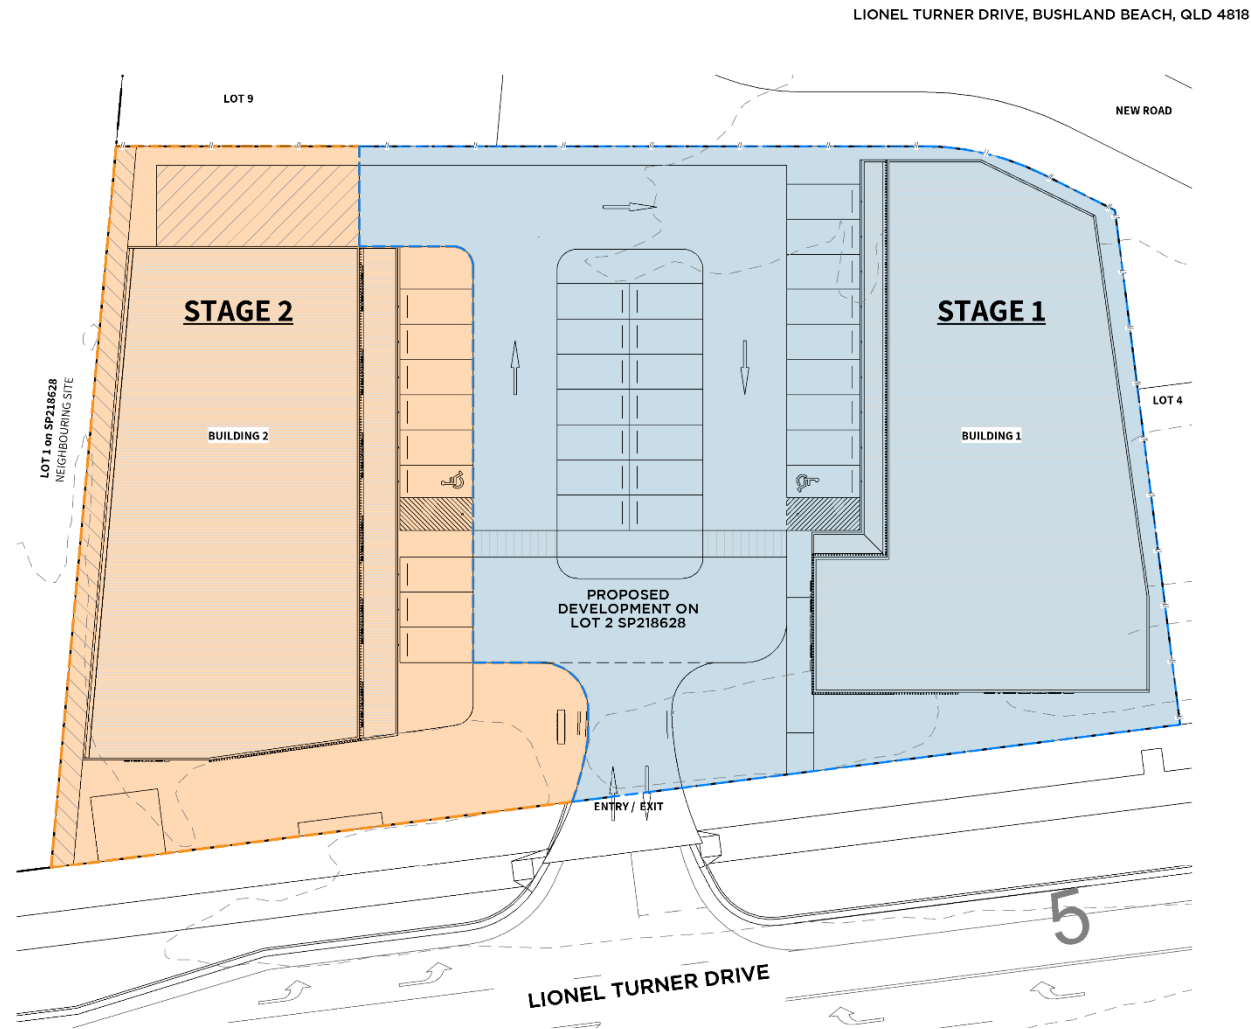 LIONEL TURNER DRIVE, BUSHLAND BEACH, QLD 4818
LOT 9
NEW ROAD
STAGE 2
STAGE 1
LOT 1 on SP218628
NEIGHBOURING SITE
LOT 4
BUILDING 2
BUILDING 1
PROPOSED
DEVELOPMENT ON
LOT 2 SP218628
ENTRY / EXIT
5
LIONEL TURNER DRIVE